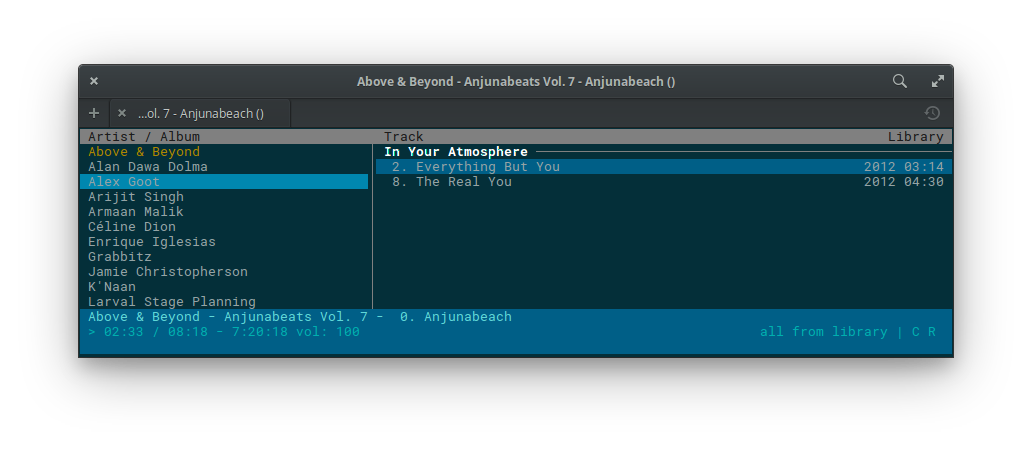 Above & Beyond - Anjunabeats Vol. 7 - Anjunabeach ()
...ol. 7 - Anjunabeach ()
Artist / Album Track Library
Above & Beyond In Your Atmosphere
Alan Dawa Dolma 2. Everything But You 2012 03:14
Alex Goot 8. The Real You 2012 04:30
Arijit Singh
Armaan Malik
Céline Dion
Enrique Iglesias
Grabbitz
Jamie Christopherson
K'Naan
Larval Stage Planning
Above & Beyond - Anjunabeats Vol. 7 - 0. Anjunabeach
> 02:33 / 08:18 - 7:20:18 vol: 100 all from library | C R